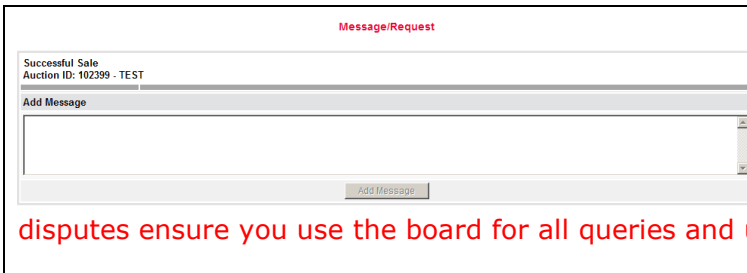 Message/Request
Successful Sale
Auction ID: 102399 - TEST
Add Message
Add Message
disputes ensure you use the board for all queries and